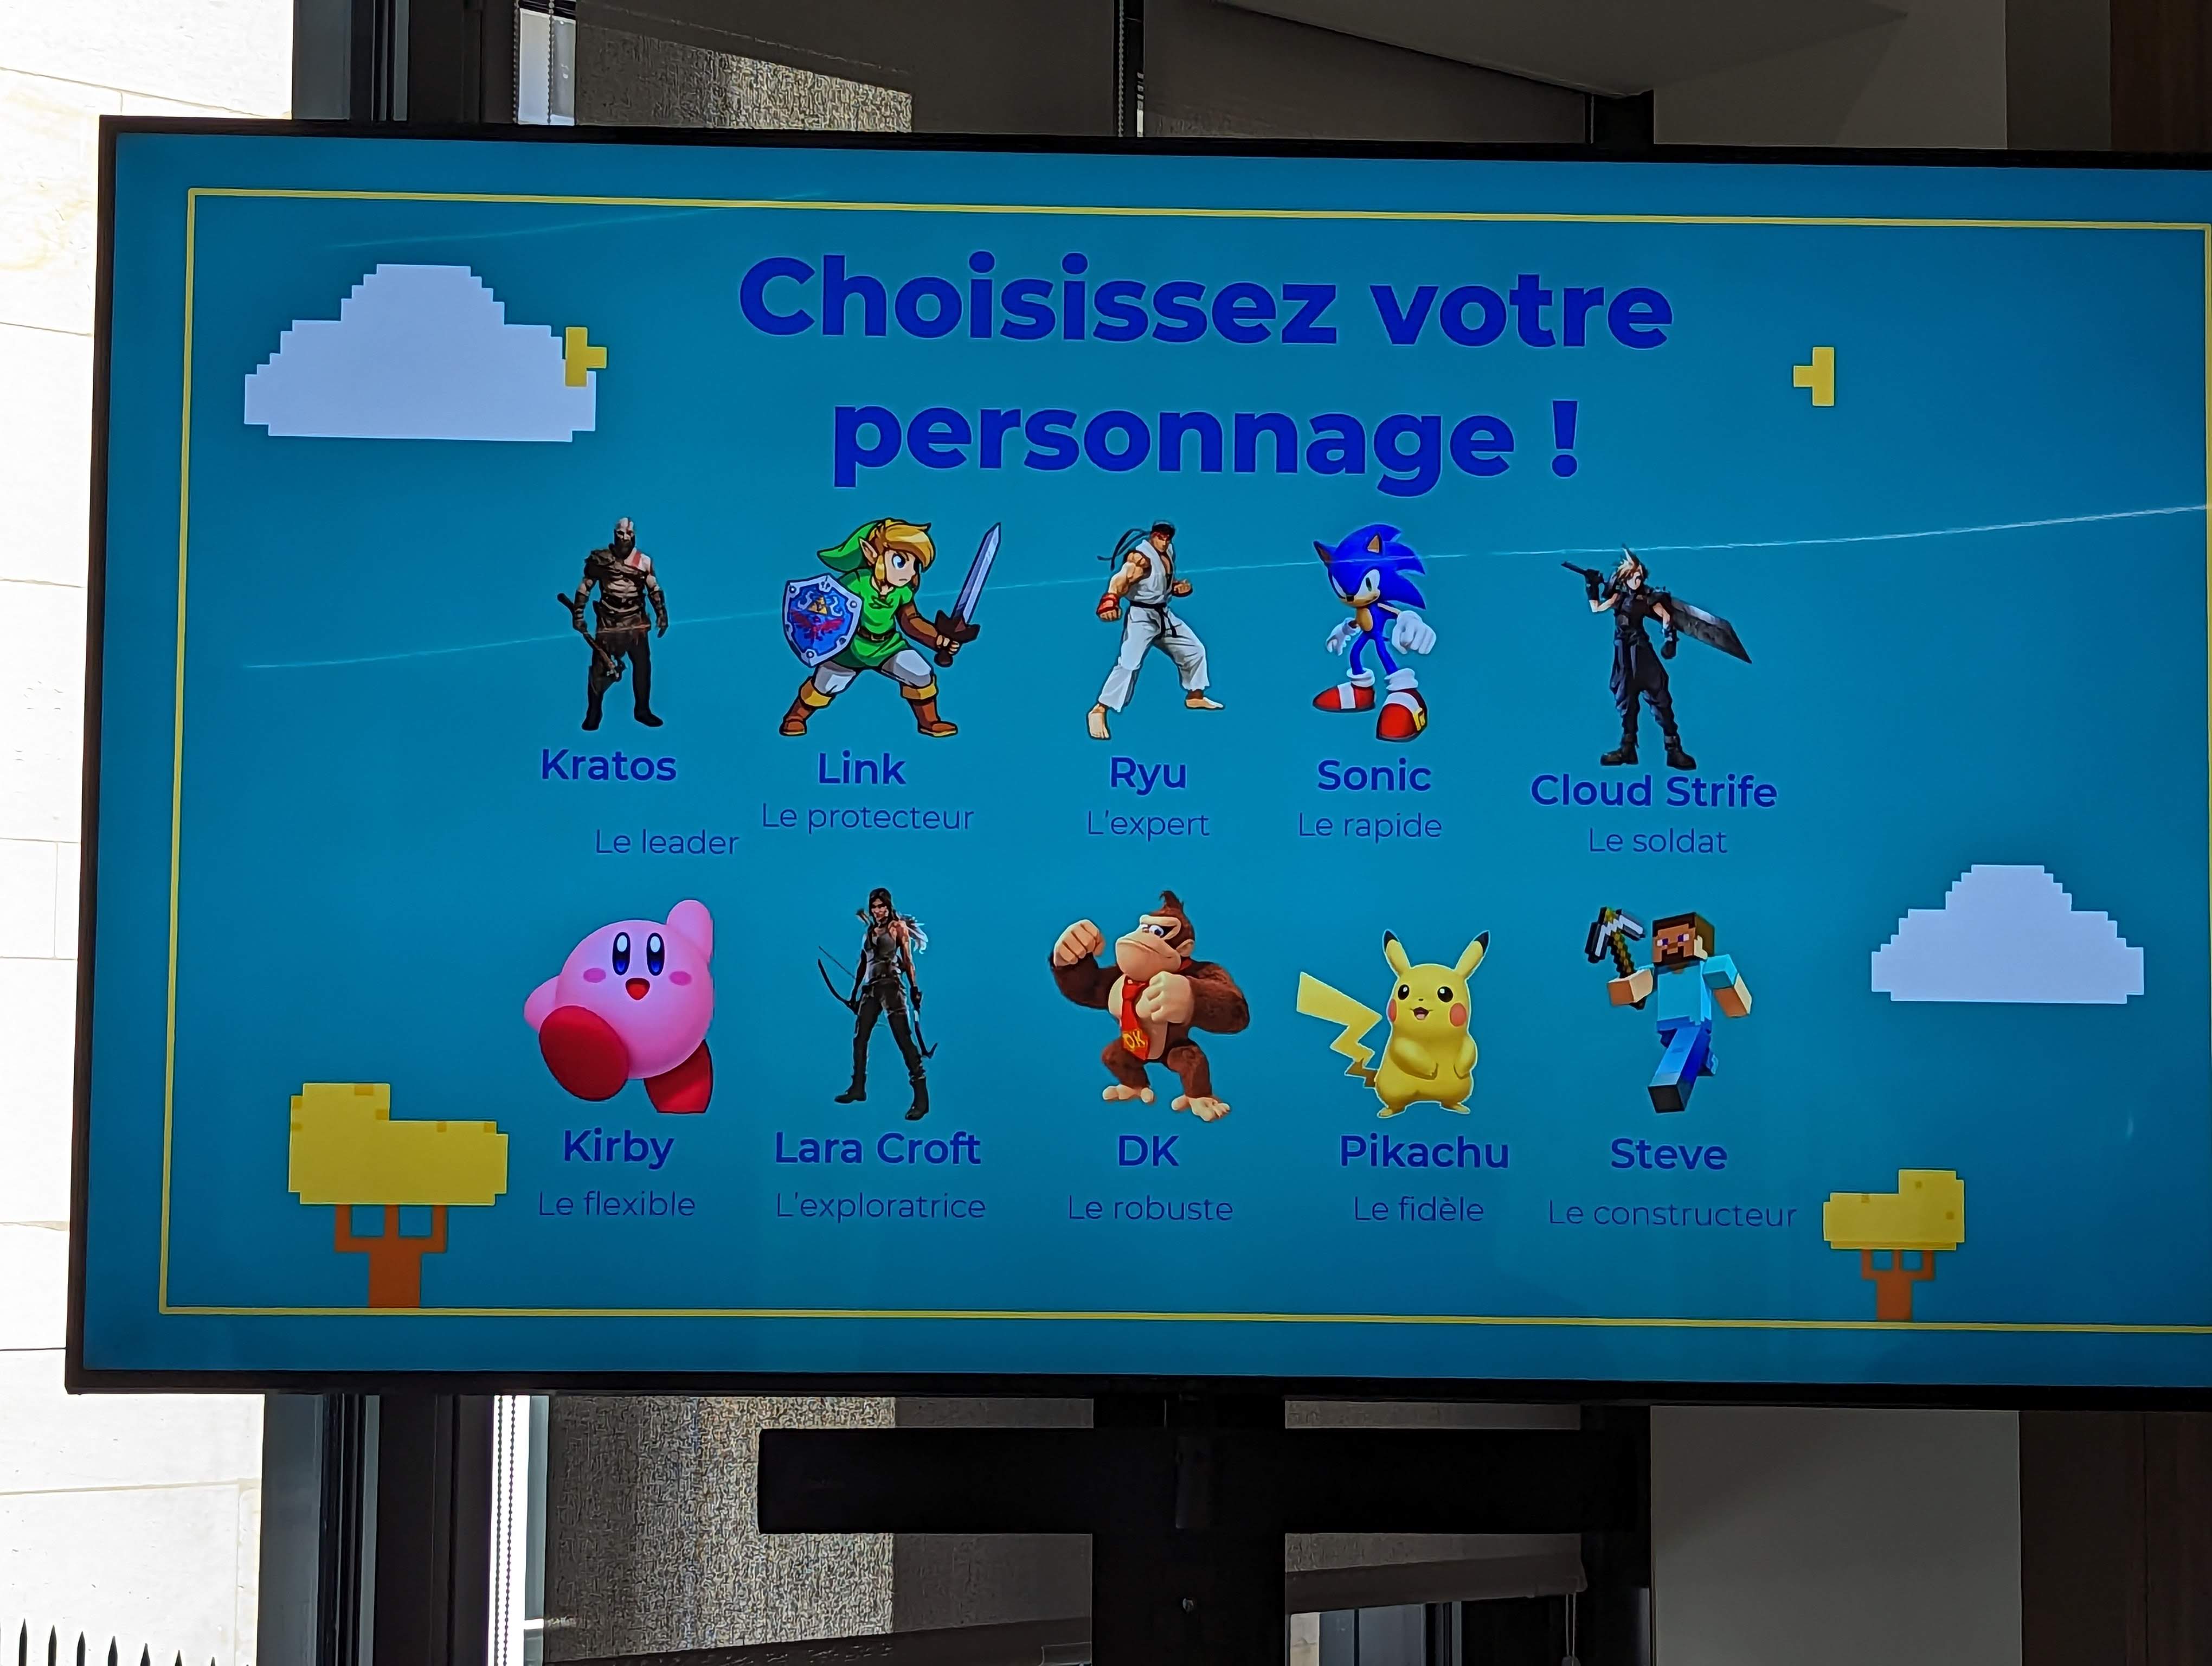 Choisissez votre
personnage !
Kratos
Le leader
Link
Le protecteur
Ryu
L'expert
Sonic
Le rapide
Cloud Strife
Le soldat
Kirby
Le flexible
Lara Croft
L'exploratrice
DK
DK
Le robuste
Pikachu
Le fidèle
Steve
Le constructeur